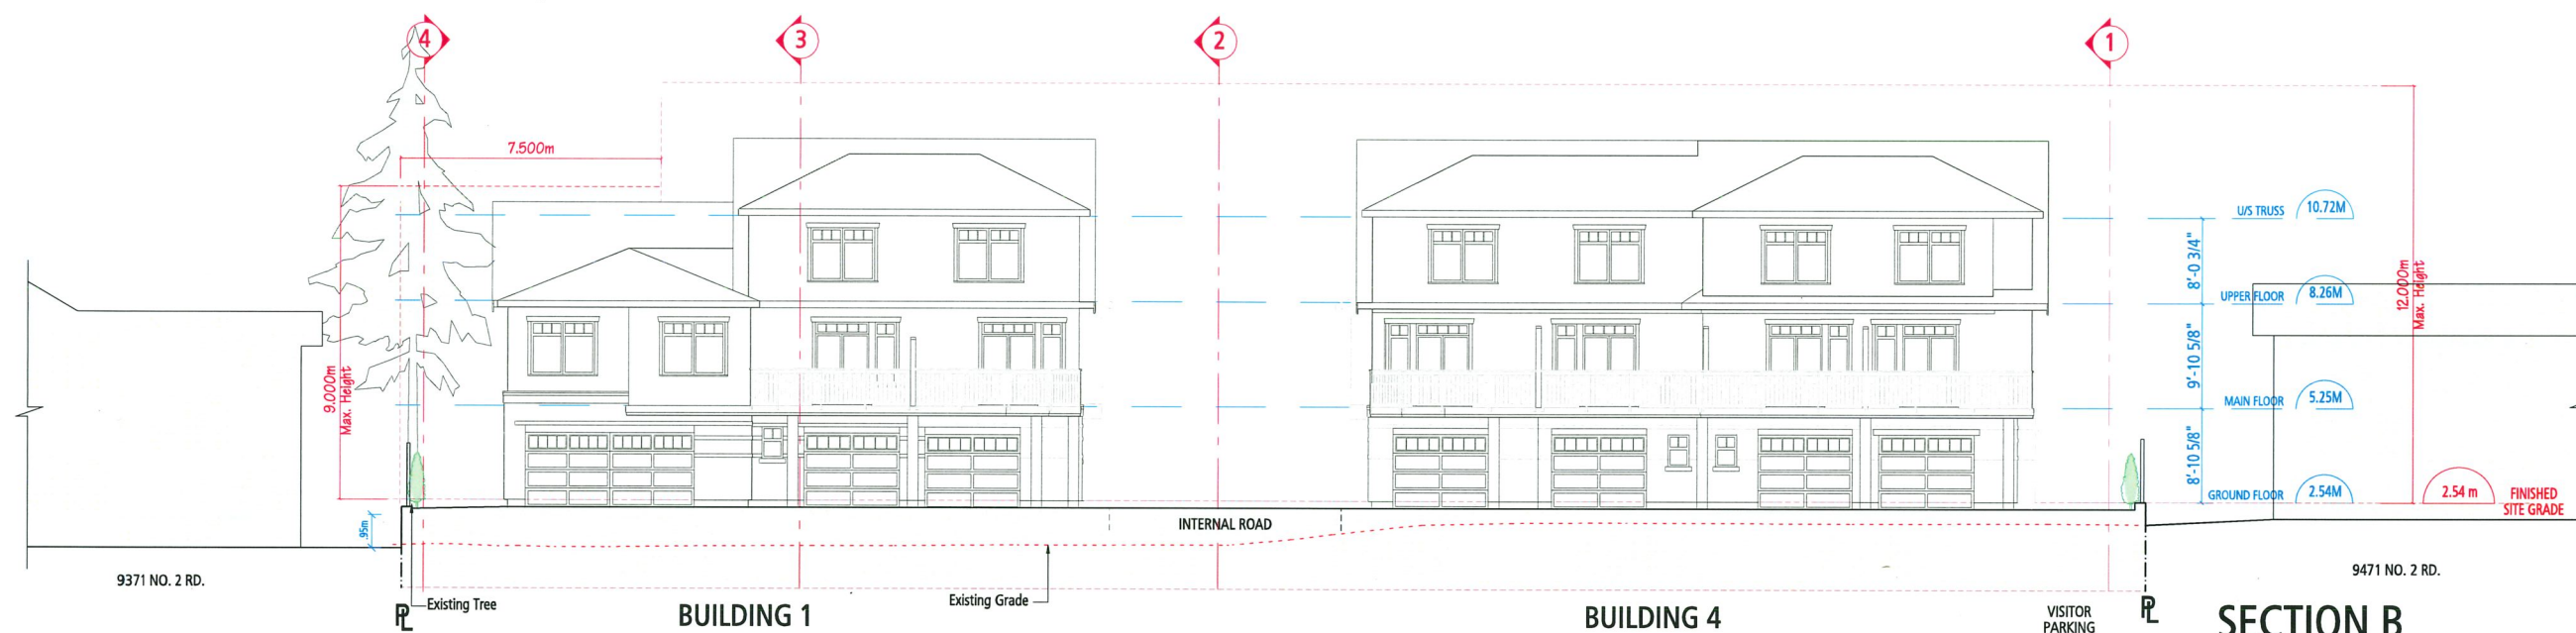 4
3
2
1
7.500m
U/S TRUSS 10.72M
8'-0 3/4"
UPPER FLOOR 8.26M
12.000m
Max. Height
9'-10 5/8"
9.000m
Max. Height
MAIN FLOOR 5.25M
8'-10 5/8"
GROUND FLOOR 2.54M
2.54 m
FINISHED
SITE GRADE
.95m
INTERNAL ROAD
9371 NO. 2 RD.
9471 NO. 2 RD.
Existing Tree
Existing Grade
PL
BUILDING 1
BUILDING 4
VISITOR
PARKING
PL
SECTION B